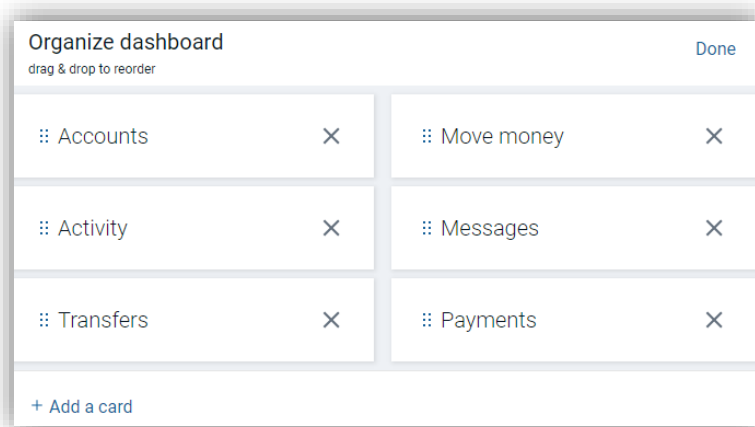 Organize dashboard
Done
drag & drop to reorder
Accounts
Move money
Activity
Messages
Transfers
Payments
+ Add a card